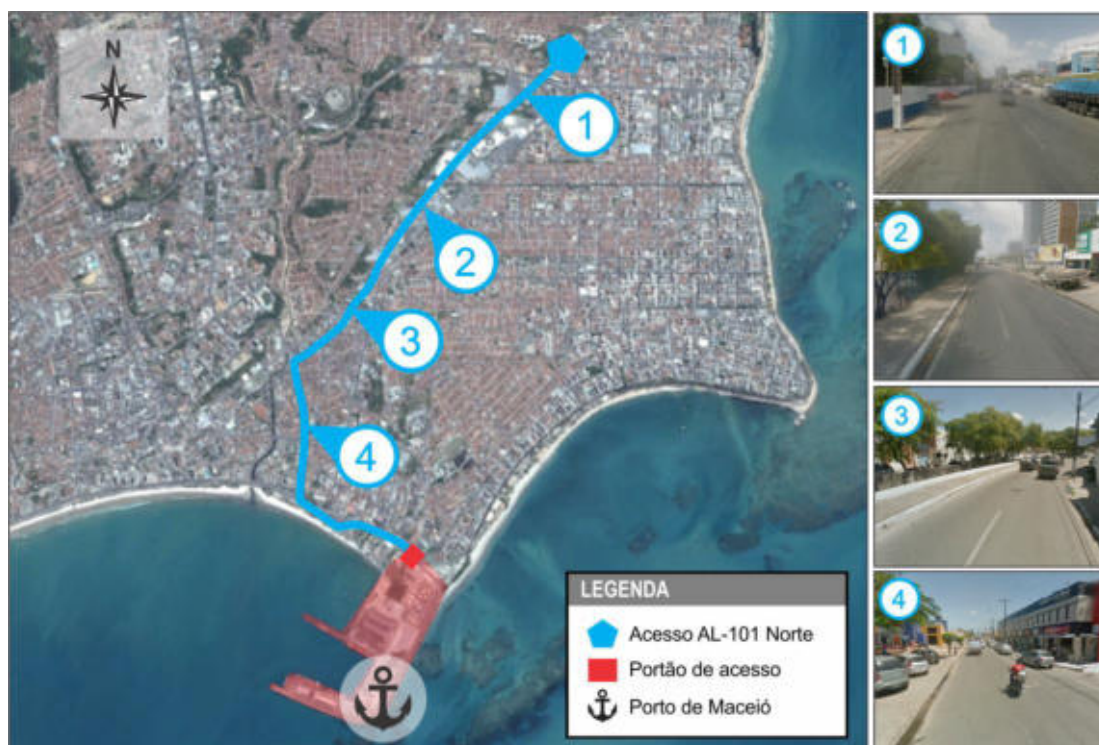 N
1
2
3
4
LEGENDA
Acesso AL-101 Norte
Portão de acesso
Porto de Maceió
1
2
3
4